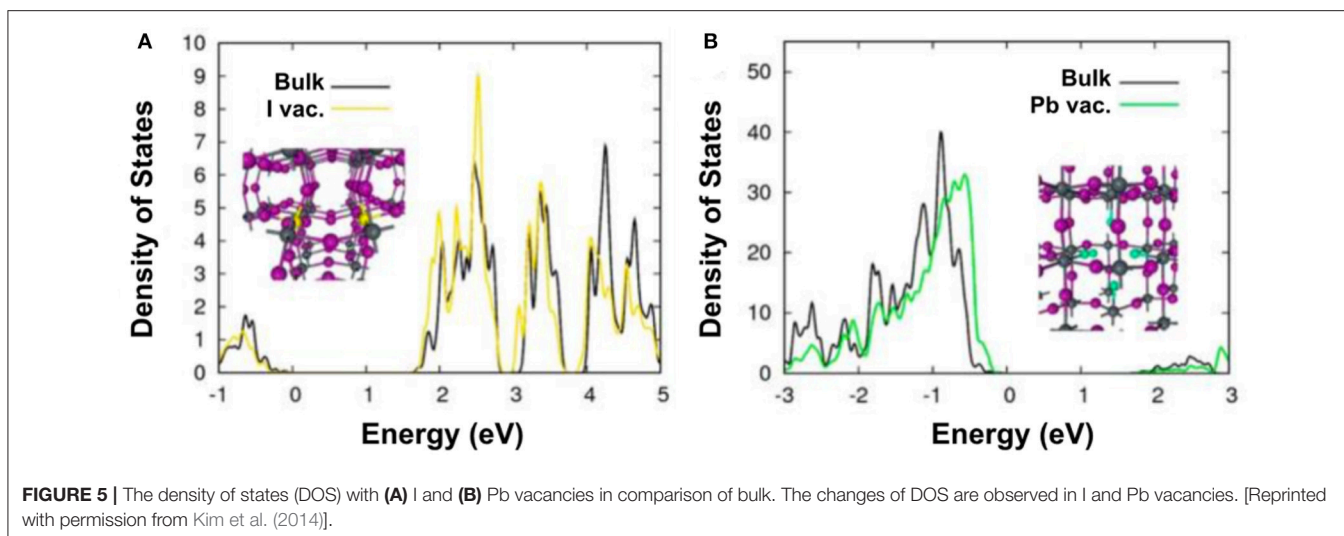 A
Density of States
10
9
8
7
6
5
4
3
2
1
0
Bulk
I vac.
-1 0 1 2 3 4 5
Energy (eV)
B
Density of States
50
40
30
20
10
0
Bulk
Pb vac.
-3 -2 -1 0 1 2 3
Energy (eV)
FIGURE 5 | The density of states (DOS) with (A) I and (B) Pb vacancies in comparison of bulk. The changes of DOS are observed in I and Pb vacancies. [Reprinted
with permission from Kim et al. (2014)].